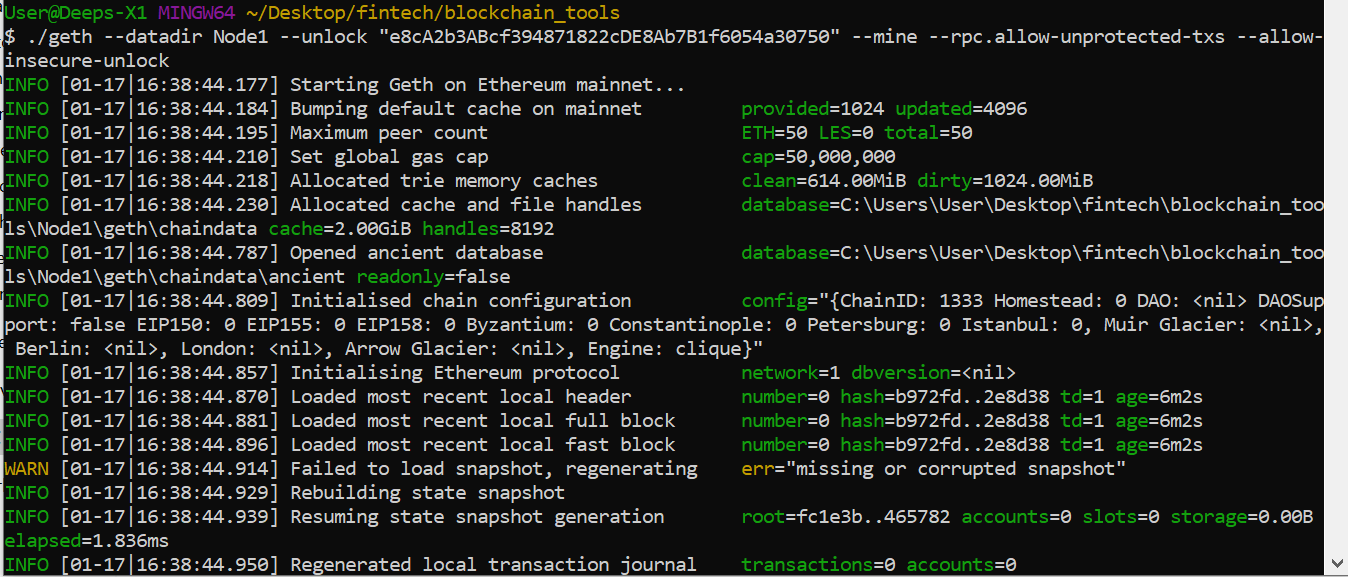 User@Deeps-X1 MINGW64 ~/Desktop/fintech/blockchain_tools
$ ./geth --datadir Node1 --unlock "e8cA2b3ABcf394871822cDE8Ab7B1f6054a30750" --mine --rpc.allow-unprotected-txs --allow-
insecure-unlock
INFO [01-17|16:38:44.177] Starting Geth on Ethereum mainnet...
INFO [01-17|16:38:44.184] Bumping default cache on mainnet         provided=1024 updated=4096
INFO [01-17|16:38:44.195] Maximum peer count                       ETH=50 LES=0 total=50
INFO [01-17|16:38:44.210] Set global gas cap                       cap=50,000,000
INFO [01-17|16:38:44.218] Allocated trie memory caches             clean=614.00MiB dirty=1024.00MiB
INFO [01-17|16:38:44.230] Allocated cache and file handles         database=C:\Users\User\Desktop\fintech\blockchain_too
ls\Node1\geth\chaindata cache=2.00GiB handles=8192
INFO [01-17|16:38:44.787] Opened ancient database                  database=C:\Users\User\Desktop\fintech\blockchain_too
ls\Node1\geth\chaindata\ancient readonly=false
INFO [01-17|16:38:44.809] Initialised chain configuration          config="{ChainID: 1333 Homestead: 0 DAO: <nil> DAOSup
port: false EIP150: 0 EIP155: 0 EIP158: 0 Byzantium: 0 Constantinople: 0 Petersburg: 0 Istanbul: 0, Muir Glacier: <nil>,
 Berlin: <nil>, London: <nil>, Arrow Glacier: <nil>, Engine: clique}"
INFO [01-17|16:38:44.857] Initialising Ethereum protocol           network=1 dbversion=<nil>
INFO [01-17|16:38:44.870] Loaded most recent local header          number=0 hash=b972fd..2e8d38 td=1 age=6m2s
INFO [01-17|16:38:44.881] Loaded most recent local full block      number=0 hash=b972fd..2e8d38 td=1 age=6m2s
INFO [01-17|16:38:44.896] Loaded most recent local fast block      number=0 hash=b972fd..2e8d38 td=1 age=6m2s
WARN [01-17|16:38:44.914] Failed to load snapshot, regenerating    err="missing or corrupted snapshot"
INFO [01-17|16:38:44.929] Rebuilding state snapshot
INFO [01-17|16:38:44.939] Resuming state snapshot generation       root=fc1e3b..465782 accounts=0 slots=0 storage=0.00B
elapsed=1.836ms
INFO [01-17|16:38:44.950] Regenerated local transaction journal    transactions=0 accounts=0